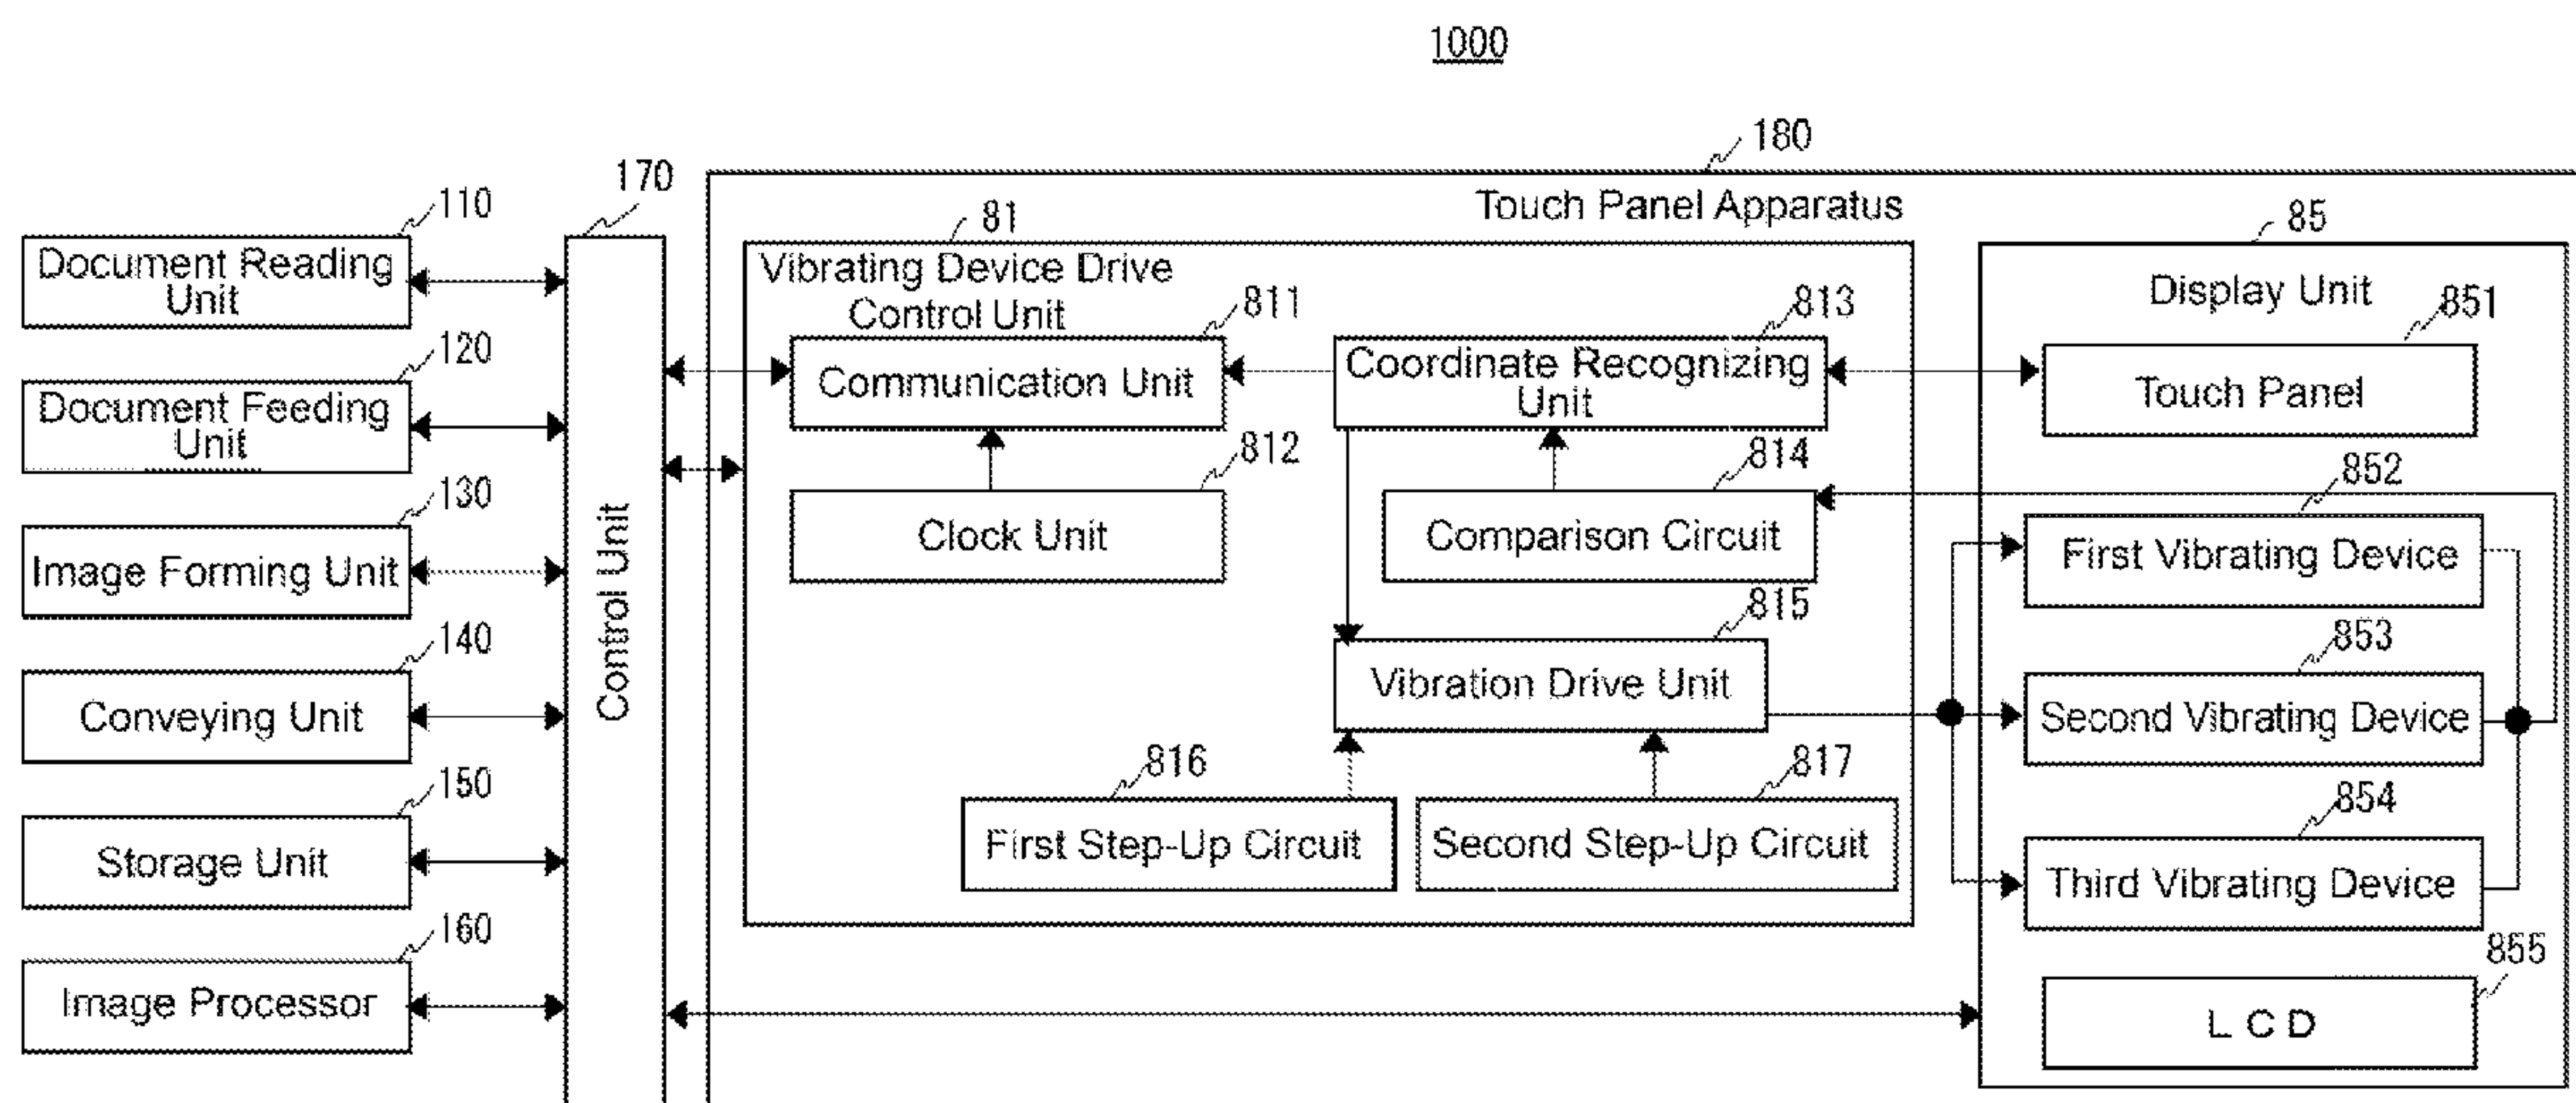 1000
180
170
Touch Panel Apparatus
110
81
85
Document Reading
Unit
Vibrating Device Drive
Control Unit
811
813
Display Unit
851
120
Communication Unit
Coordinate Recognizing
Unit
Touch Panel
Document Feeding
Unit
812
814
852
130
Clock Unit
Comparison Circuit
First Vibrating Device
Image Forming Unit
Control Unit
815
853
140
Vibration Drive Unit
Second Vibrating Device
Conveying Unit
816
817
854
150
First Step-Up Circuit
Second Step-Up Circuit
Third Vibrating Device
Storage Unit
160
855
Image Processor
LCD